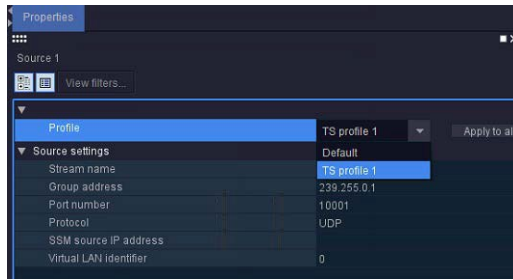 Properties
Source 1
View filters...
Profile TS profile 1 Apply to al
Default
Source settings TS profile 1
Stream name
Group address 239.255.0.1
Port number 10001
Protocol UDP
SSM source IP address
Virtual LAN identifier 0